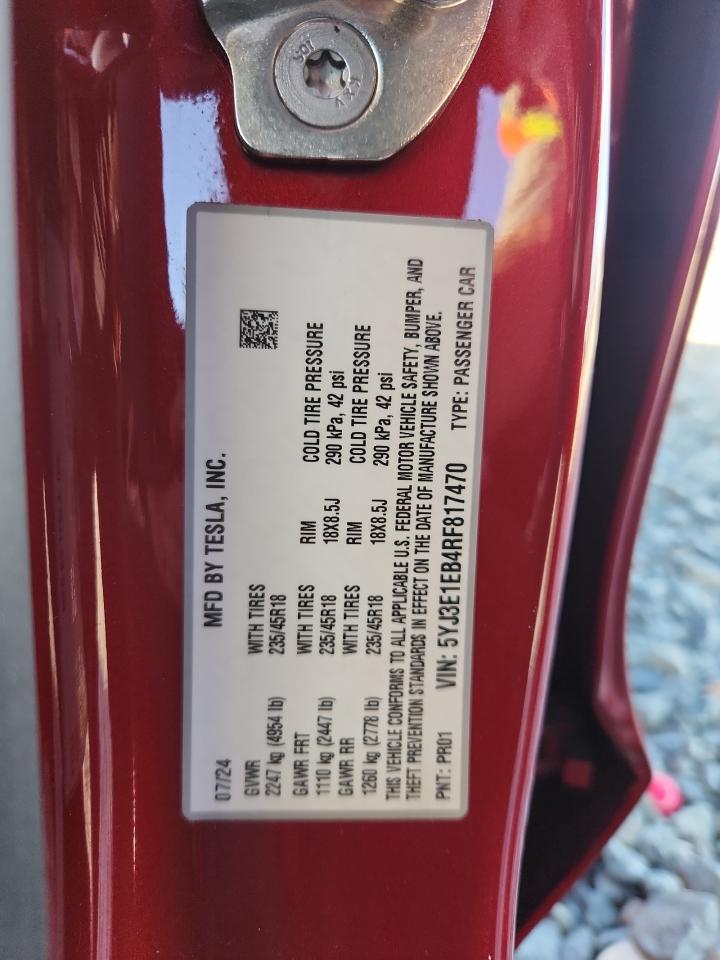 07/24 MFD BY TESLA, INC.
GVWR WITH TIRES
2247 kg (4954 lb) 235/45R18
GAWR FRT WITH TIRES RIM COLD TIRE PRESSURE
1110 kg (2447 lb) 235/45R18 18X8.5J 290 kPa, 42 psi
GAWR RR WITH TIRES RIM COLD TIRE PRESSURE
1260 kg (2778 lb) 235/45R18 18X8.5J 290 kPa, 42 psi
THIS VEHICLE CONFORMS TO ALL APPLICABLE U.S. FEDERAL MOTOR VEHICLE SAFETY, BUMPER, AND
THEFT PREVENTION STANDARDS IN EFFECT ON THE DATE OF MANUFACTURE SHOWN ABOVE.
PNT: PR01 VIN: 5YJ3E1EB4RF817470 TYPE: PASSENGER CAR